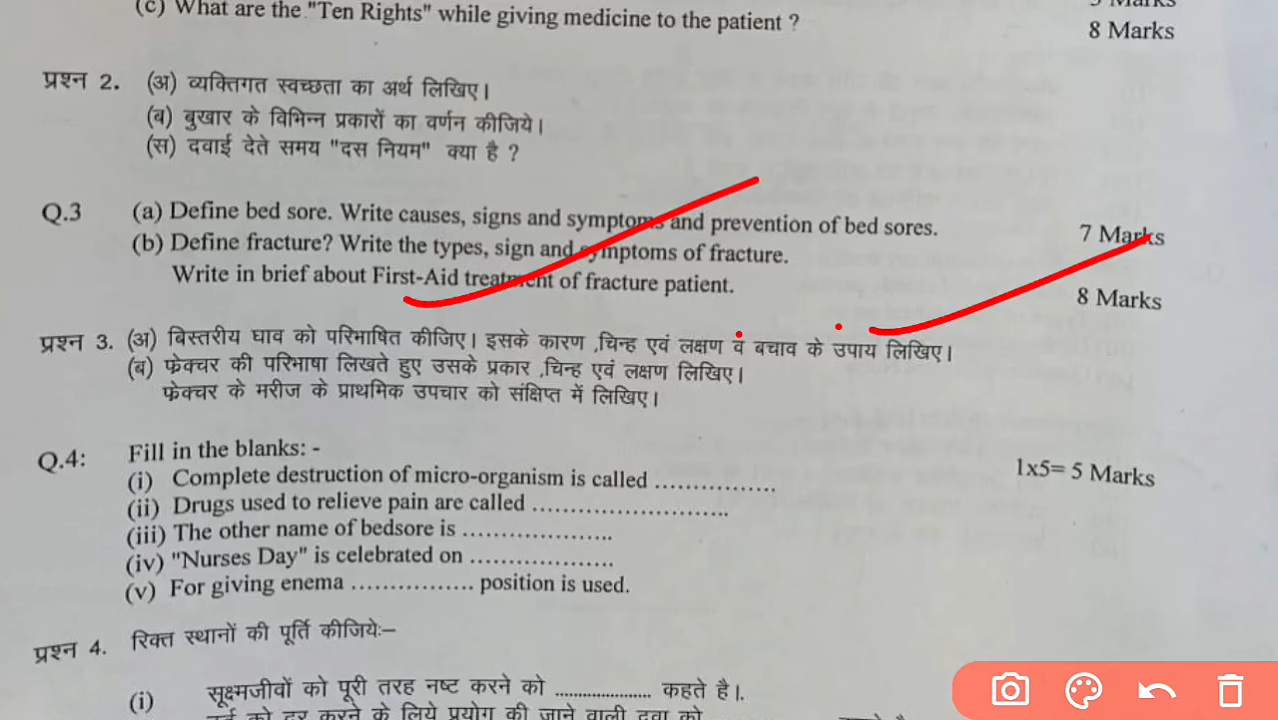 (c) What are the "Ten Rights" while giving medicine to the patient ?
8 Marks
प्रश्न 2. (अ) व्यक्तिगत स्वच्छता का अर्थ लिखिए।
(ब) बुखार के विभिन्न प्रकारों का वर्णन कीजिये।
(स) दवाई देते समय "दस नियम" क्या है ?
Q.3 (a) Define bed sore. Write causes, signs and symptoms and prevention of bed sores. 7 Marks
(b) Define fracture? Write the types, sign and symptoms of fracture.
Write in brief about First-Aid treatment of fracture patient. 8 Marks
प्रश्न 3. (अ) बिस्तरीय घाव को परिभाषित कीजिए। इसके कारण ,चिन्ह एवं लक्षण व बचाव के उपाय लिखिए।
(ब) फ्रेक्चर की परिभाषा लिखते हुए उसके प्रकार ,चिन्ह एवं लक्षण लिखिए।
फ्रेक्चर के मरीज के प्राथमिक उपचार को संक्षिप्त में लिखिए।
Q.4: Fill in the blanks: - 1x5= 5 Marks
(i) Complete destruction of micro-organism is called ................
(ii) Drugs used to relieve pain are called ..........................
(iii) The other name of bedsore is ....................
(iv) "Nurses Day" is celebrated on ...................
(v) For giving enema ................ position is used.
प्रश्न 4. रिक्त स्थानों की पूर्ति कीजिये:–
(i) सूक्ष्मजीवों को पूरी तरह नष्ट करने को ...................... कहते है।.
दर्द को दूर करने के लिये प्रयोग की जाने वाली दवा को